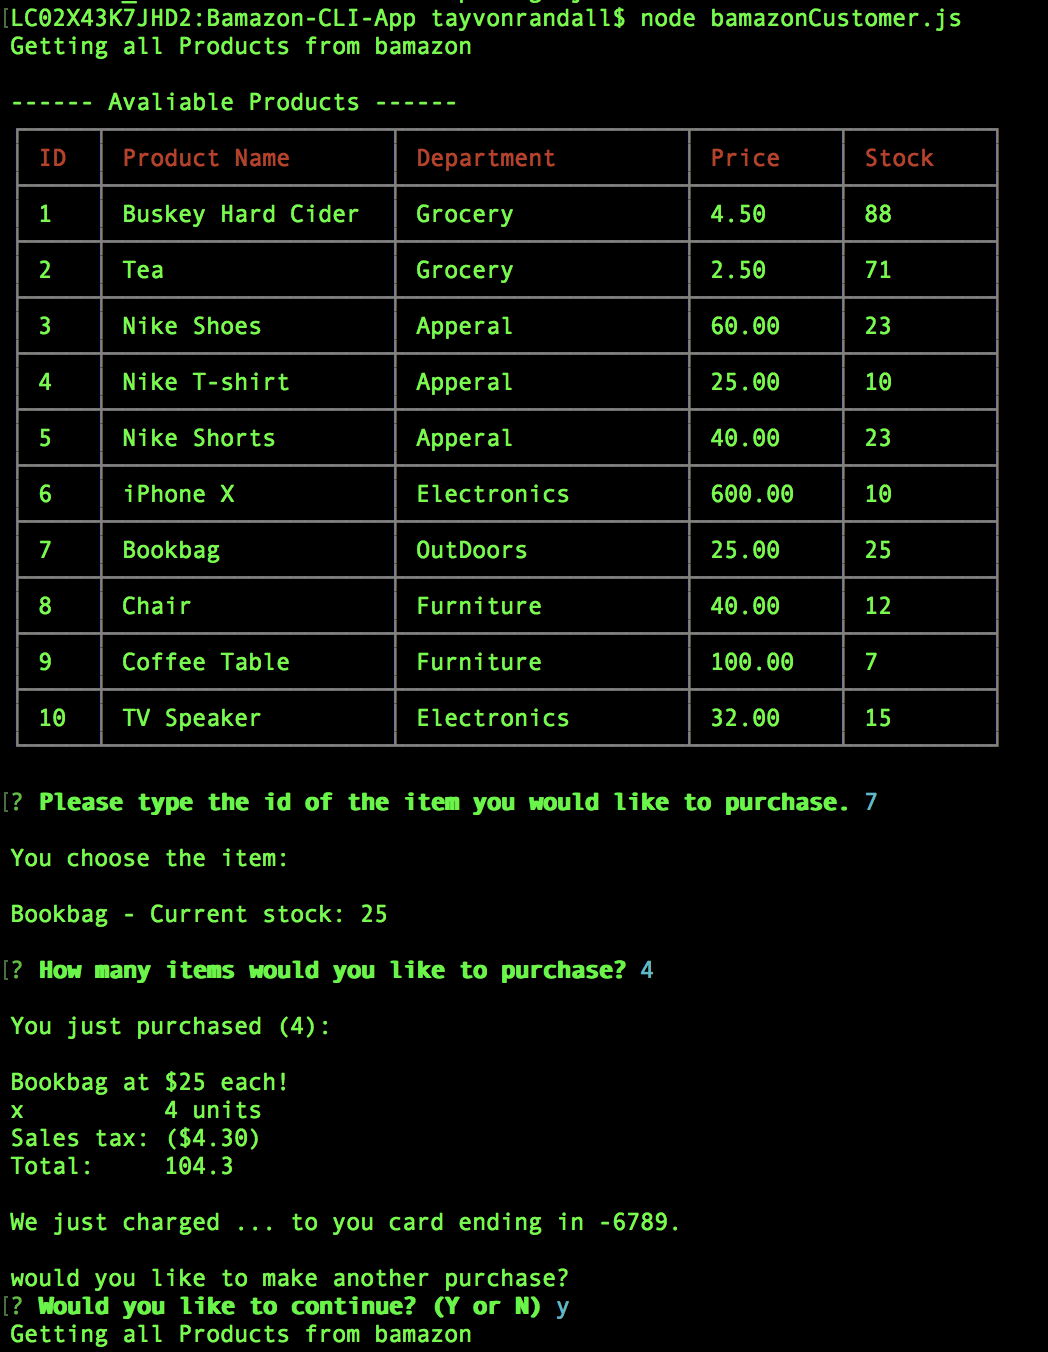 [LC02X43K7JHD2:Bamazon-CLI-App tayvonrandall$ node bamazonCustomer.js
Getting all Products from bamazon
------ Avaliable Products ------
ID Product Name Department Price Stock
1 Buskey Hard Cider Grocery 4.50 88
2 Tea Grocery 2.50 71
3 Nike Shoes Apperal 60.00 23
4 Nike T-shirt Apperal 25.00 10
5 Nike Shorts Apperal 40.00 23
6 iPhone X Electronics 600.00 10
7 Bookbag OutDoors 25.00 25
8 Chair Furniture 40.00 12
9 Coffee Table Furniture 100.00 7
10 TV Speaker Electronics 32.00 15
[? Please type the id of the item you would like to purchase. 7
You choose the item:
Bookbag - Current stock: 25
[? How many items would you like to purchase? 4
You just purchased (4):
Bookbag at $25 each!
x 4 units
Sales tax: ($4.30)
Total: 104.3
We just charged ... to you card ending in -6789.
would you like to make another purchase?
[? Would you like to continue? (Y or N) y
Getting all Products from bamazon